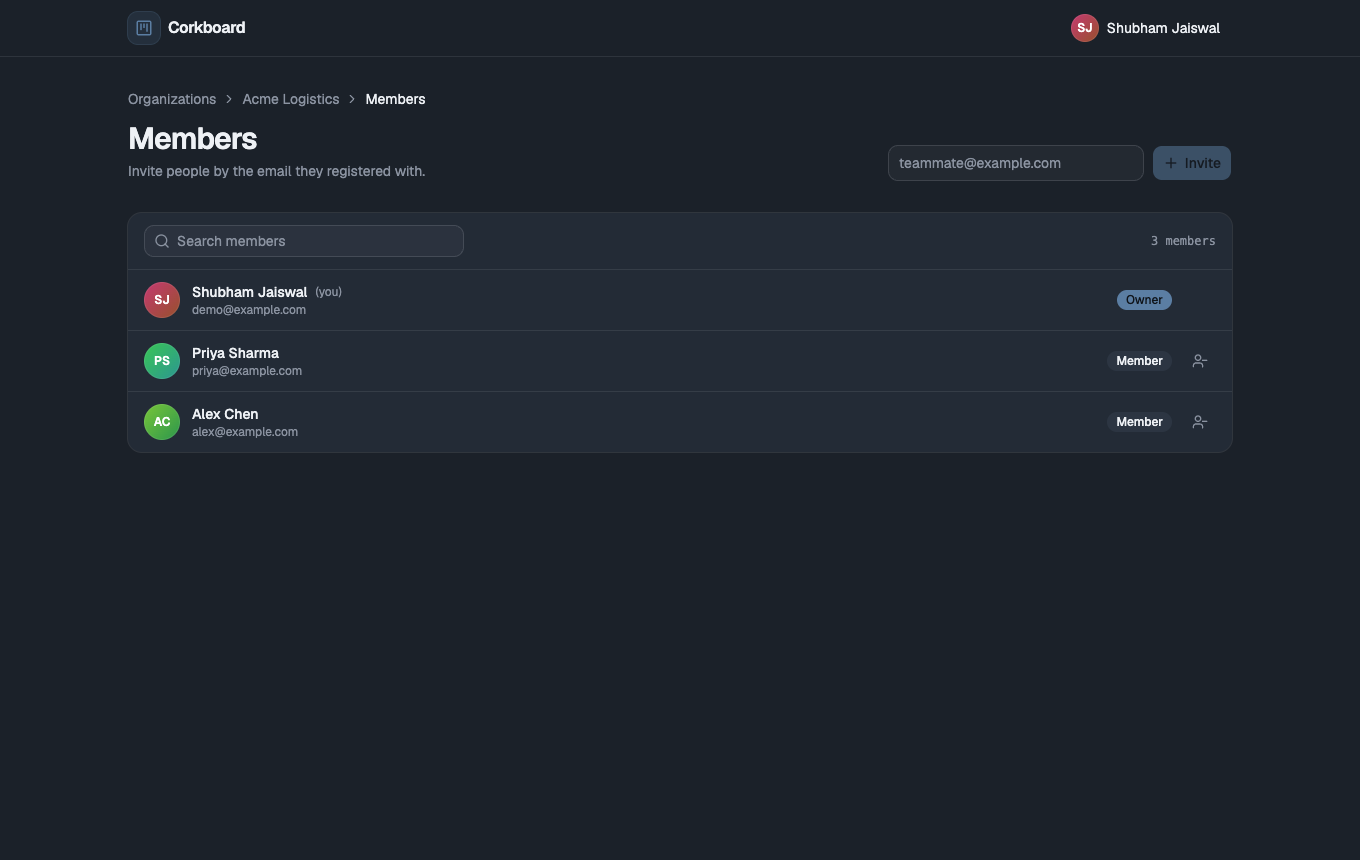 Corkboard
SJ Shubham Jaiswal
Organizations > Acme Logistics > Members
Members
Invite people by the email they registered with.
teammate@example.com
+ Invite
Search members
3 members
SJ
Shubham Jaiswal (you)
demo@example.com
Owner
PS
Priya Sharma
priya@example.com
Member
AC
Alex Chen
alex@example.com
Member